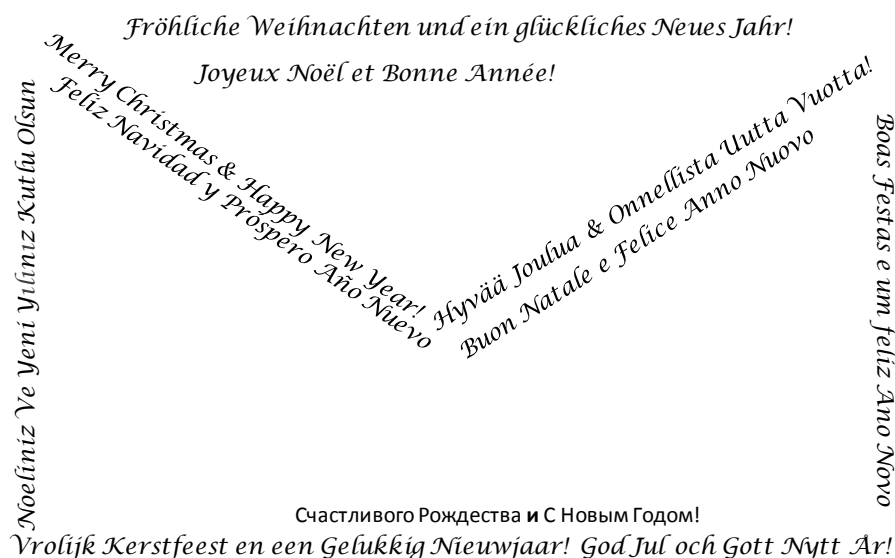 Fröhliche Weihnachten und ein glückliches Neues Jahr!
Joyeux Noël et Bonne Année!
Merry Christmas & Happy New Year!
Feliz Navidad y Próspero Año Nuevo
Hyvää Joulua & Onnellista Uutta Vuotta!
Buon Natale e Felice Anno Nuovo
Noeliniz Ve Yeni Yılınız Kutlu Olsun
Boas Festas e um feliz Ano Novo
Счастливого Рождества и С Новым Годом!
Vrolijk Kerstfeest en een Gelukkig Nieuwjaar! God Jul och Gott Nytt År!